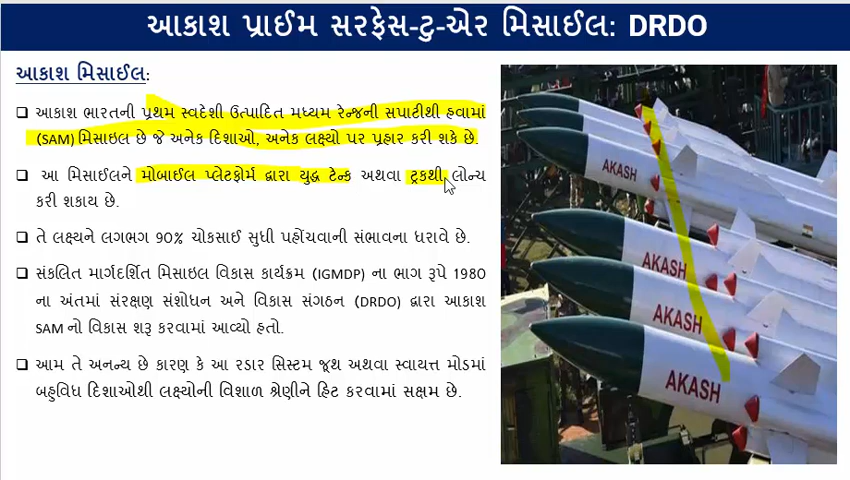 આકાશ પ્રાઈમ સરફેસ-ટુ-એર મિસાઈલ: DRDO
આકાશ મિસાઈલ:
આકાશ ભારતની પ્રથમ સ્વદેશી ઉત્પાદિત મધ્યમ રેન્જની સપાટીથી હવામાં
(SAM) મિસાઇલ છે જે અનેક દિશાઓ, અનેક લક્ષ્યો પર પ્રહાર કરી શકે છે.
આ મિસાઈલને મોબાઈલ પ્લેટફોર્મ દ્વારા યુદ્ધ ટેન્ક અથવા ટ્રકથી લોન્ચ
કરી શકાય છે.
તે લક્ષ્યને લગભગ 90% ચોકસાઈ સુધી પહોંચવાની સંભાવના ધરાવે છે.
સંકલિત માર્ગદર્શિત મિસાઇલ વિકાસ કાર્યક્રમ (IGMDP) ના ભાગ રૂપે 1980
ના અંતમાં સંરક્ષણ સંશોધન અને વિકાસ સંગઠન (DRDO) દ્વારા આકાશ
SAM નો વિકાસ શરૂ કરવામાં આવ્યો હતો.
આમ તે અનન્ય છે કારણ કે આ રડાર સિસ્ટમ જૂથ અથવા સ્વાયત્ત મોડમાં
બહુવિધ દિશાઓથી લક્ષ્યોની વિશાળ શ્રેણીને હિટ કરવામાં સક્ષમ છે.
AKASH
AKASH
AKASH
AKASH